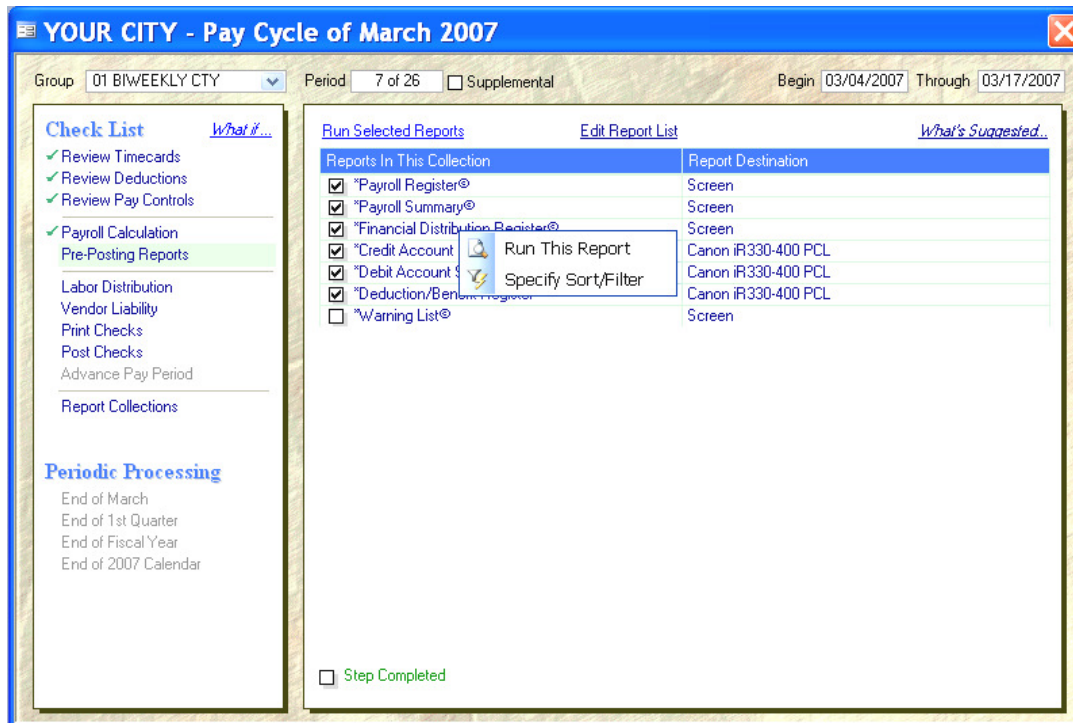 YOUR CITY - Pay Cycle of March 2007
Group 01 BIWEEKLY CTY Period 7 of 26 Supplemental Begin 03/04/2007 Through 03/17/2007
Check List What if...
Review Timecards
Review Deductions
Review Pay Controls
Payroll Calculation
Pre-Posting Reports
Labor Distribution
Vendor Liability
Print Checks
Post Checks
Advance Pay Period
Report Collections
Periodic Processing
End of March
End of 1st Quarter
End of Fiscal Year
End of 2007 Calendar
Run Selected Reports Edit Report List What's Suggested...
Reports In This Collection Report Destination
*Payroll Register© Screen
*Payroll Summary© Screen
*Financial Distribution Register© Screen
*Credit Account Canon iR330-400 PCL
*Debit Account Canon iR330-400 PCL
*Deduction/Benefit Register Canon iR330-400 PCL
*Warning List© Screen
Run This Report
Specify Sort/Filter
Step Completed